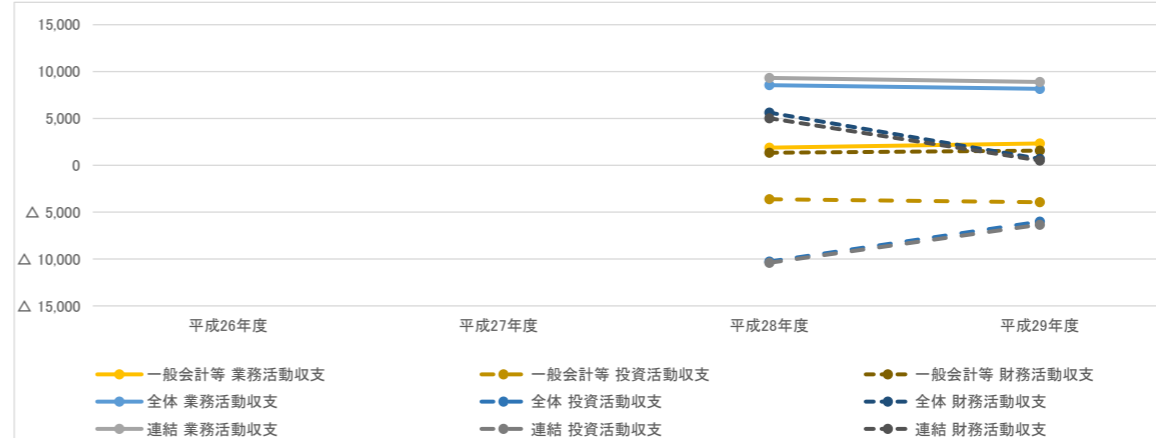 15,000
10,000
5,000
0
△ 5,000
△ 10,000
△ 15,000
平成26年度 平成27年度 平成28年度 平成29年度
一般会計等 業務活動収支 一般会計等 投資活動収支 一般会計等 財務活動収支
全体 業務活動収支 全体 投資活動収支 全体 財務活動収支
連結 業務活動収支 連結 投資活動収支 連結 財務活動収支